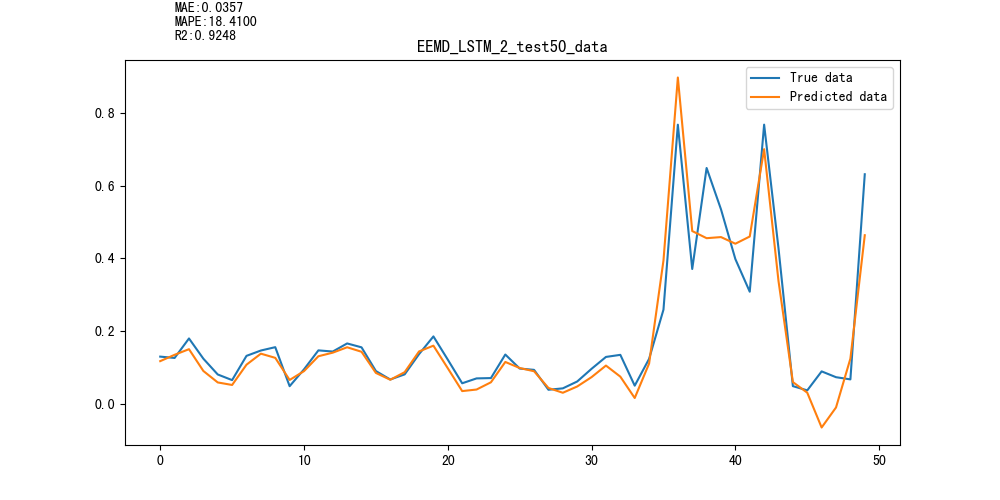 MAE:0.0357
MAPE:18.4100
R2:0.9248
EEMD_LSTM_2_test50_data
True data
Predicted data
0.8
0.6
0.4
0.2
0.0
0 10 20 30 40 50